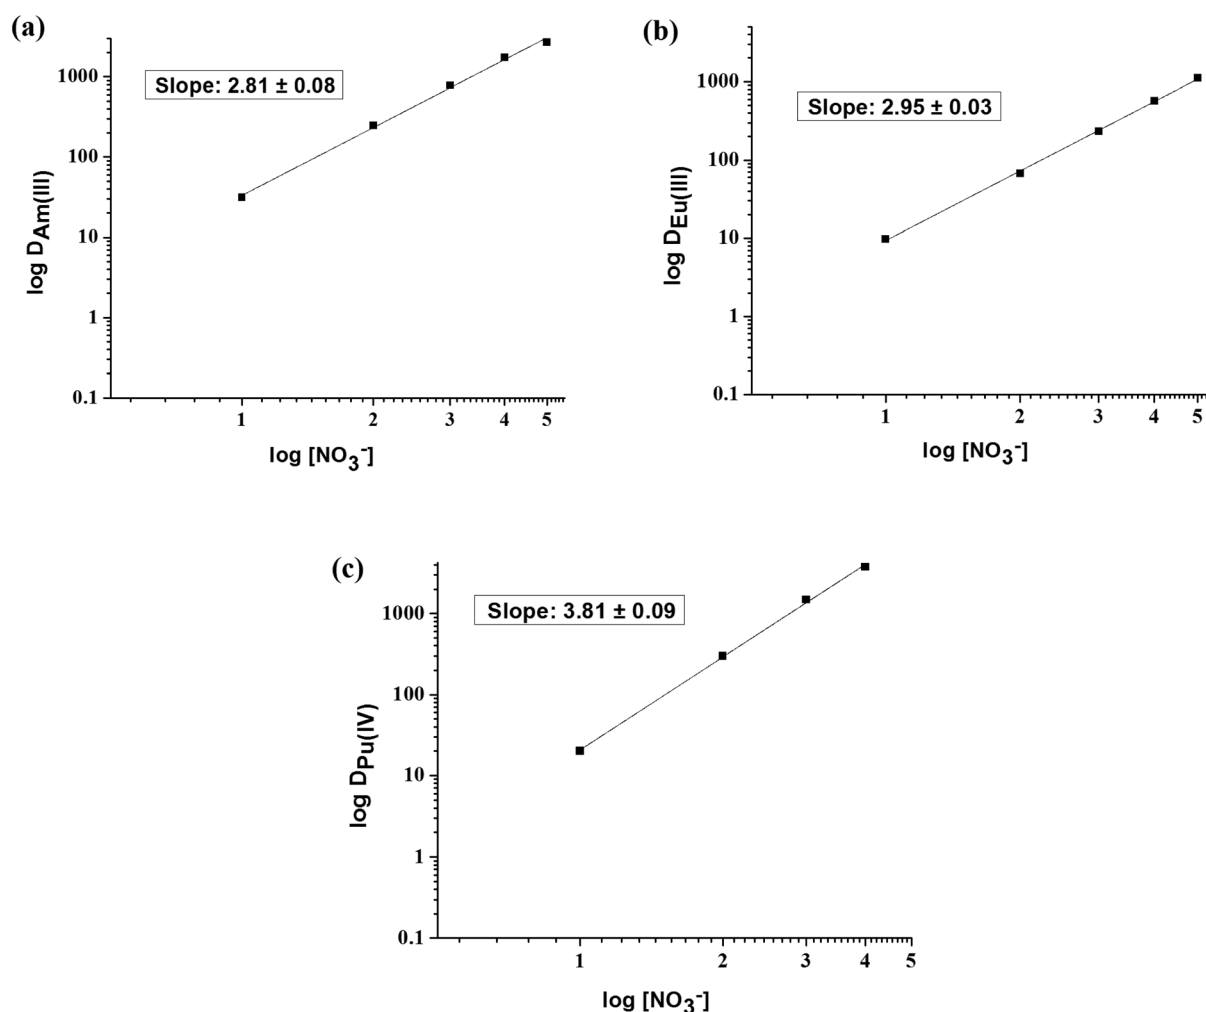 (a)
Slope: 2.81 ± 0.08
1000
100
10
1
0.1
log D_Am(III)
1 2 3 4 5
log [NO₃⁻]
(b)
Slope: 2.95 ± 0.03
1000
100
10
1
0.1
log D_Eu(III)
1 2 3 4 5
log [NO₃⁻]
(c)
Slope: 3.81 ± 0.09
1000
100
10
1
0.1
log D_Pu(IV)
1 2 3 4 5
log [NO₃⁻]